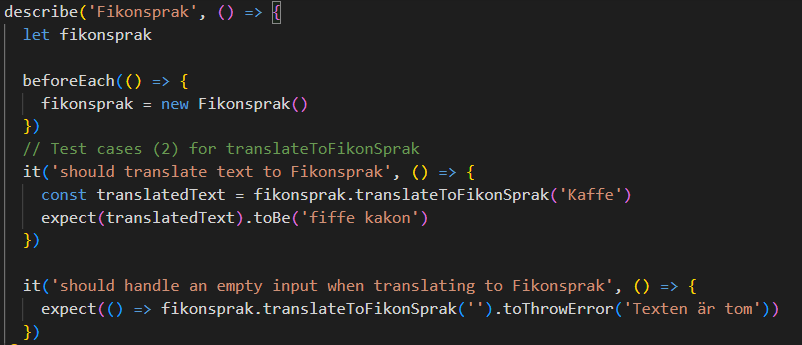 describe('Fikonsprak', () => {
let fikonsprak
beforeEach(() => {
fikonsprak = new Fikonsprak()
})
// Test cases (2) for translateToFikonSprak
it('should translate text to Fikonsprak', () => {
const translatedText = fikonsprak.translateToFikonSprak('Kaffe')
expect(translatedText).toBe('fiffe kakon')
})
it('should handle an empty input when translating to Fikonsprak', () => {
expect(() => fikonsprak.translateToFikonSprak('').toThrowError('Texten är tom'))
})